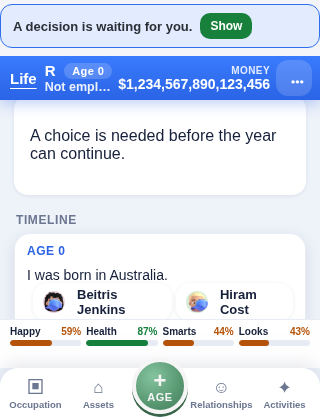 A decision is waiting for you. Show
Life R Age 0 MONEY
Not empl... $1,234,567,890,123,456 ...
A choice is needed before the year
can continue.
TIMELINE
AGE 0
I was born in Australia.
Beitris Hiram
Jenkins Cost
Happy 59% Health 87% Smarts 44% Looks 43%
+
AGE
Occupation Assets Relationships Activities